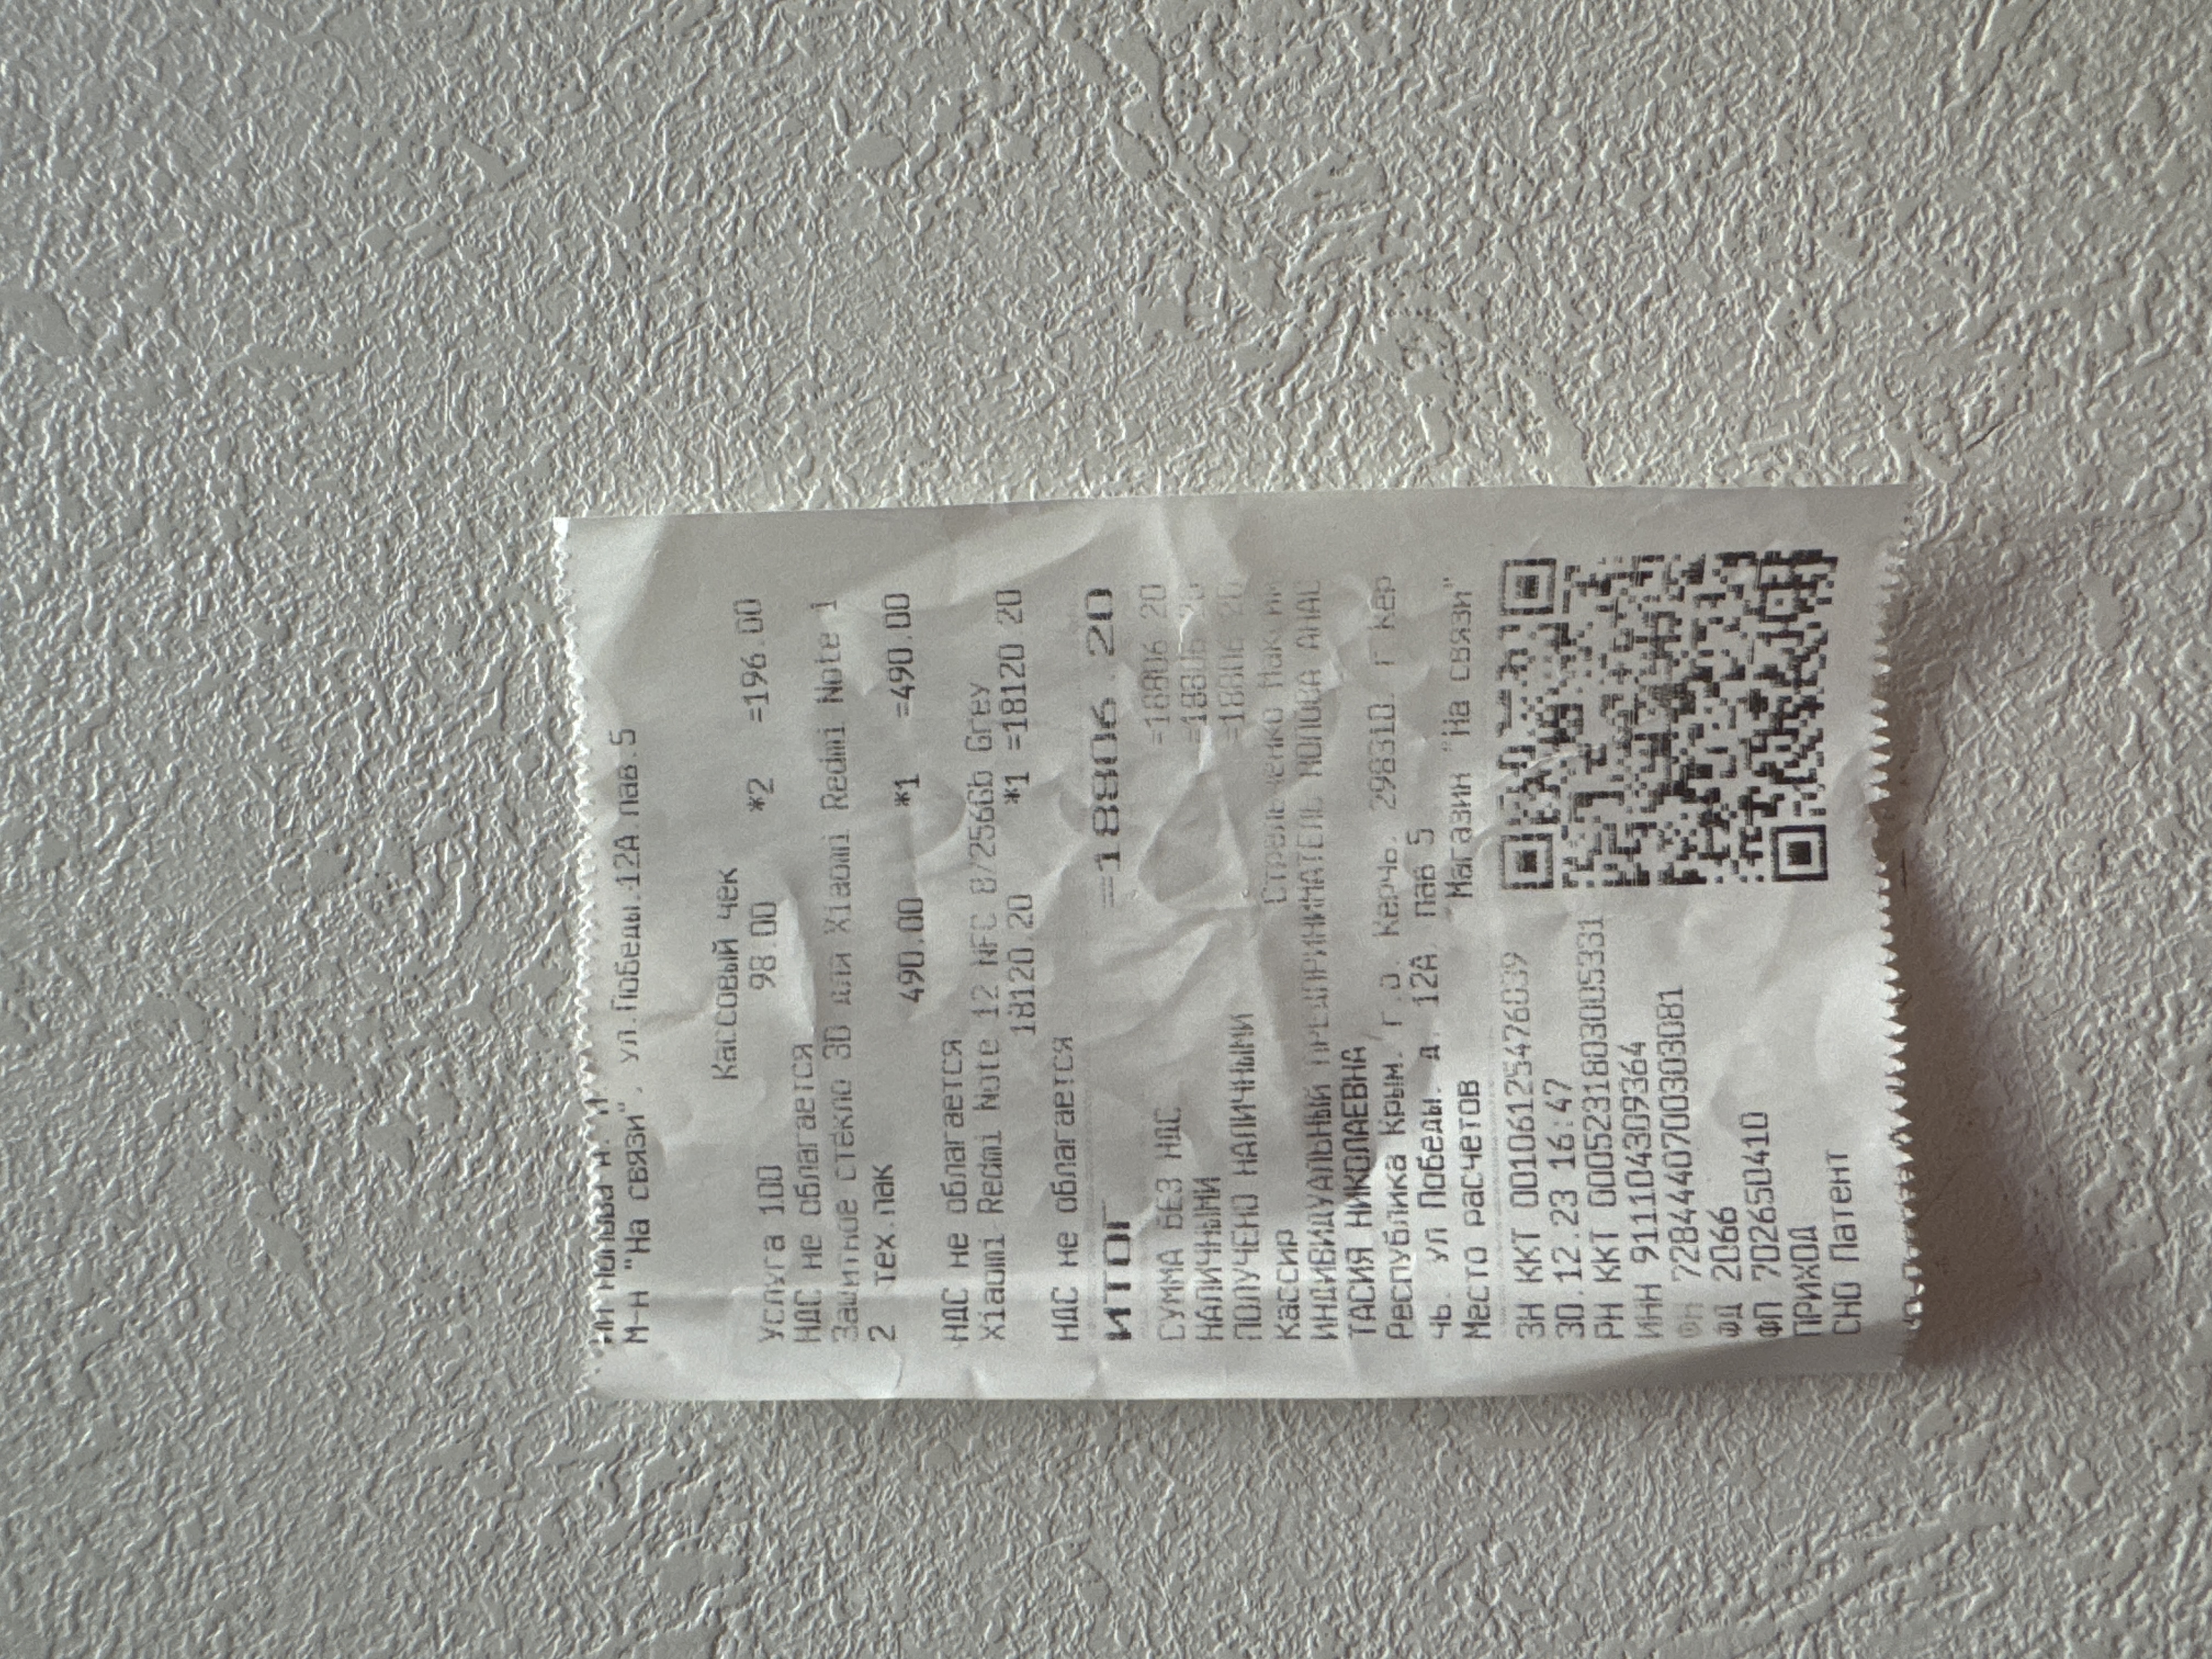 М-н "На связи", ул.Победы.12А пав.5
Кассовый чек
Услуга 100
98.00 *2 =196.00
НДС не облагается
Защитное стекло 3D для Xiaomi Redmi Note 1
2 тех.пак
490.00 *1 =490.00
НДС не облагается
Xiaomi Redmi Note 12 NFC 8/256Gb Grey
18120.20 *1 =18120.20
НДС не облагается
ИТОГ =18806.20
СУММА БЕЗ НДС =18806.20
НАЛИЧНЫМИ =18806.20
ПОЛУЧЕНО НАЛИЧНЫМИ =18806.20
Кассир
ИНДИВИДУАЛЬНЫЙ ПРЕДПРИНИМАТЕЛЬ ПОПОВА АНАС
ТАСИЯ НИКОЛАЕВНА
Республика Крым. г.о. Керчь. 298310. г Кер
чь. ул Победы. д. 12А пав 5
Место расчетов Магазин "На связи"
ЗН ККТ 00106125476039
30.12.23 16:47
РН ККТ 0005231803005331
ИНН 911104309364
ФН 7284440700303081
ФД 2066
ФП 702650410
ПРИХОД
СНО Патент